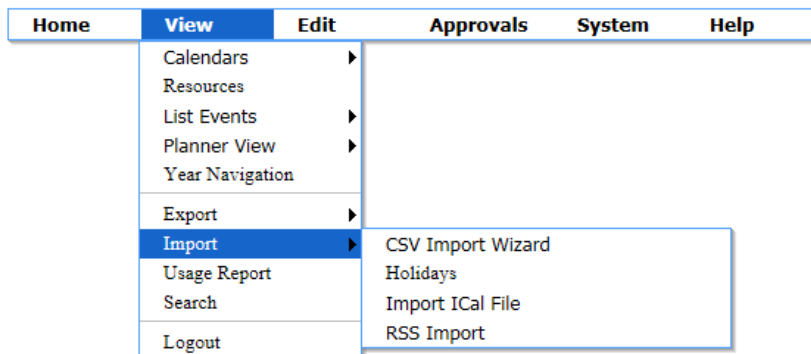 Home View Edit Approvals System Help
Calendars
Resources
List Events
Planner View
Year Navigation
Export
Import
CSV Import Wizard
Usage Report
Holidays
Search
Import ICal File
Logout
RSS Import